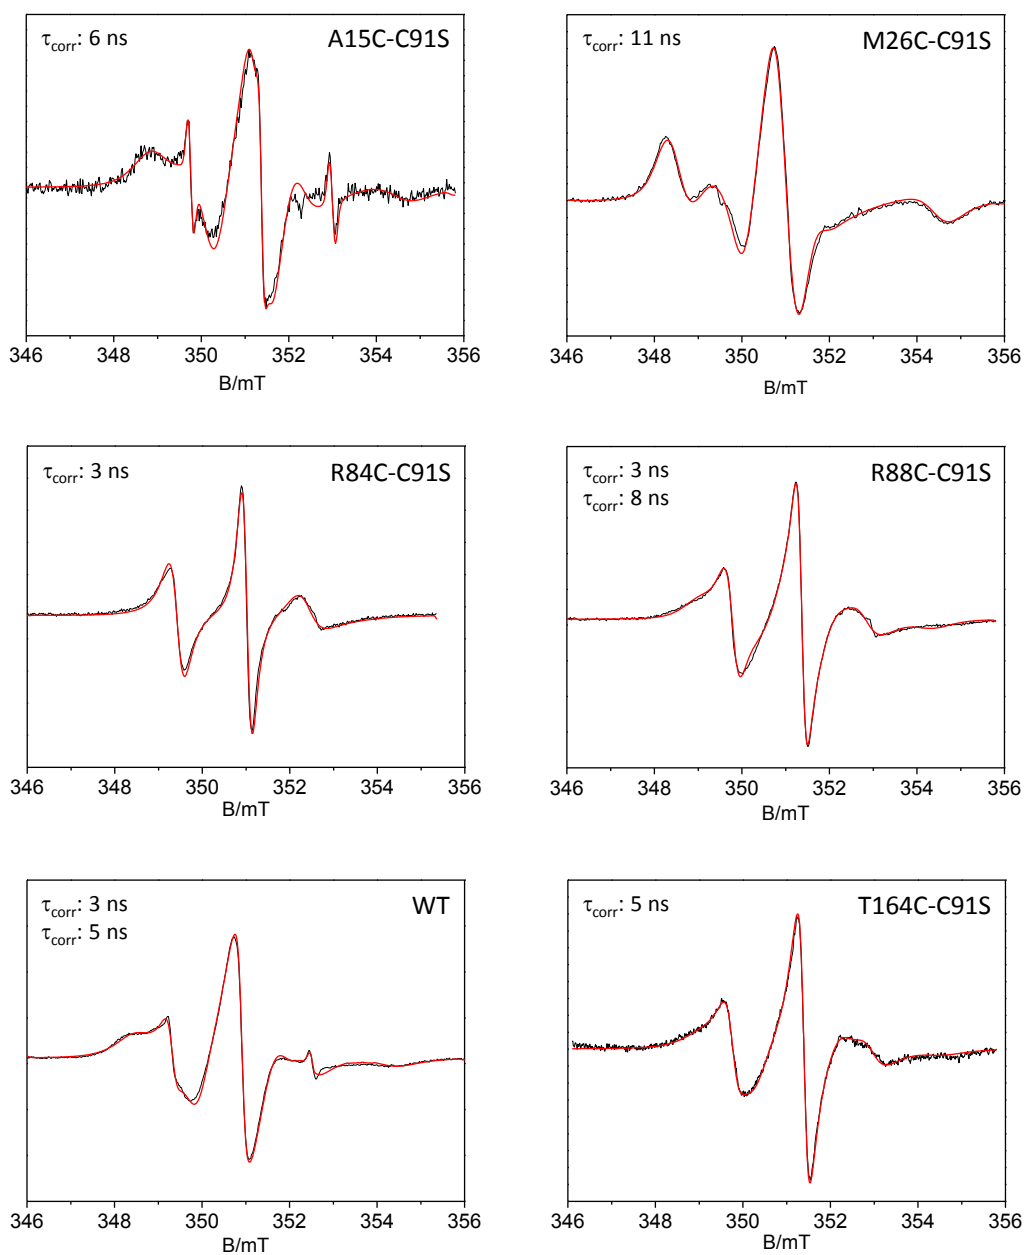 τcorr: 6 ns A15C-C91S
346 348 350 352 354 356
B/mT
τcorr: 11 ns M26C-C91S
346 348 350 352 354 356
B/mT
τcorr: 3 ns R84C-C91S
346 348 350 352 354 356
B/mT
τcorr: 3 ns R88C-C91S
τcorr: 8 ns
346 348 350 352 354 356
B/mT
τcorr: 3 ns WT
τcorr: 5 ns
346 348 350 352 354 356
B/mT
τcorr: 5 ns T164C-C91S
346 348 350 352 354 356
B/mT